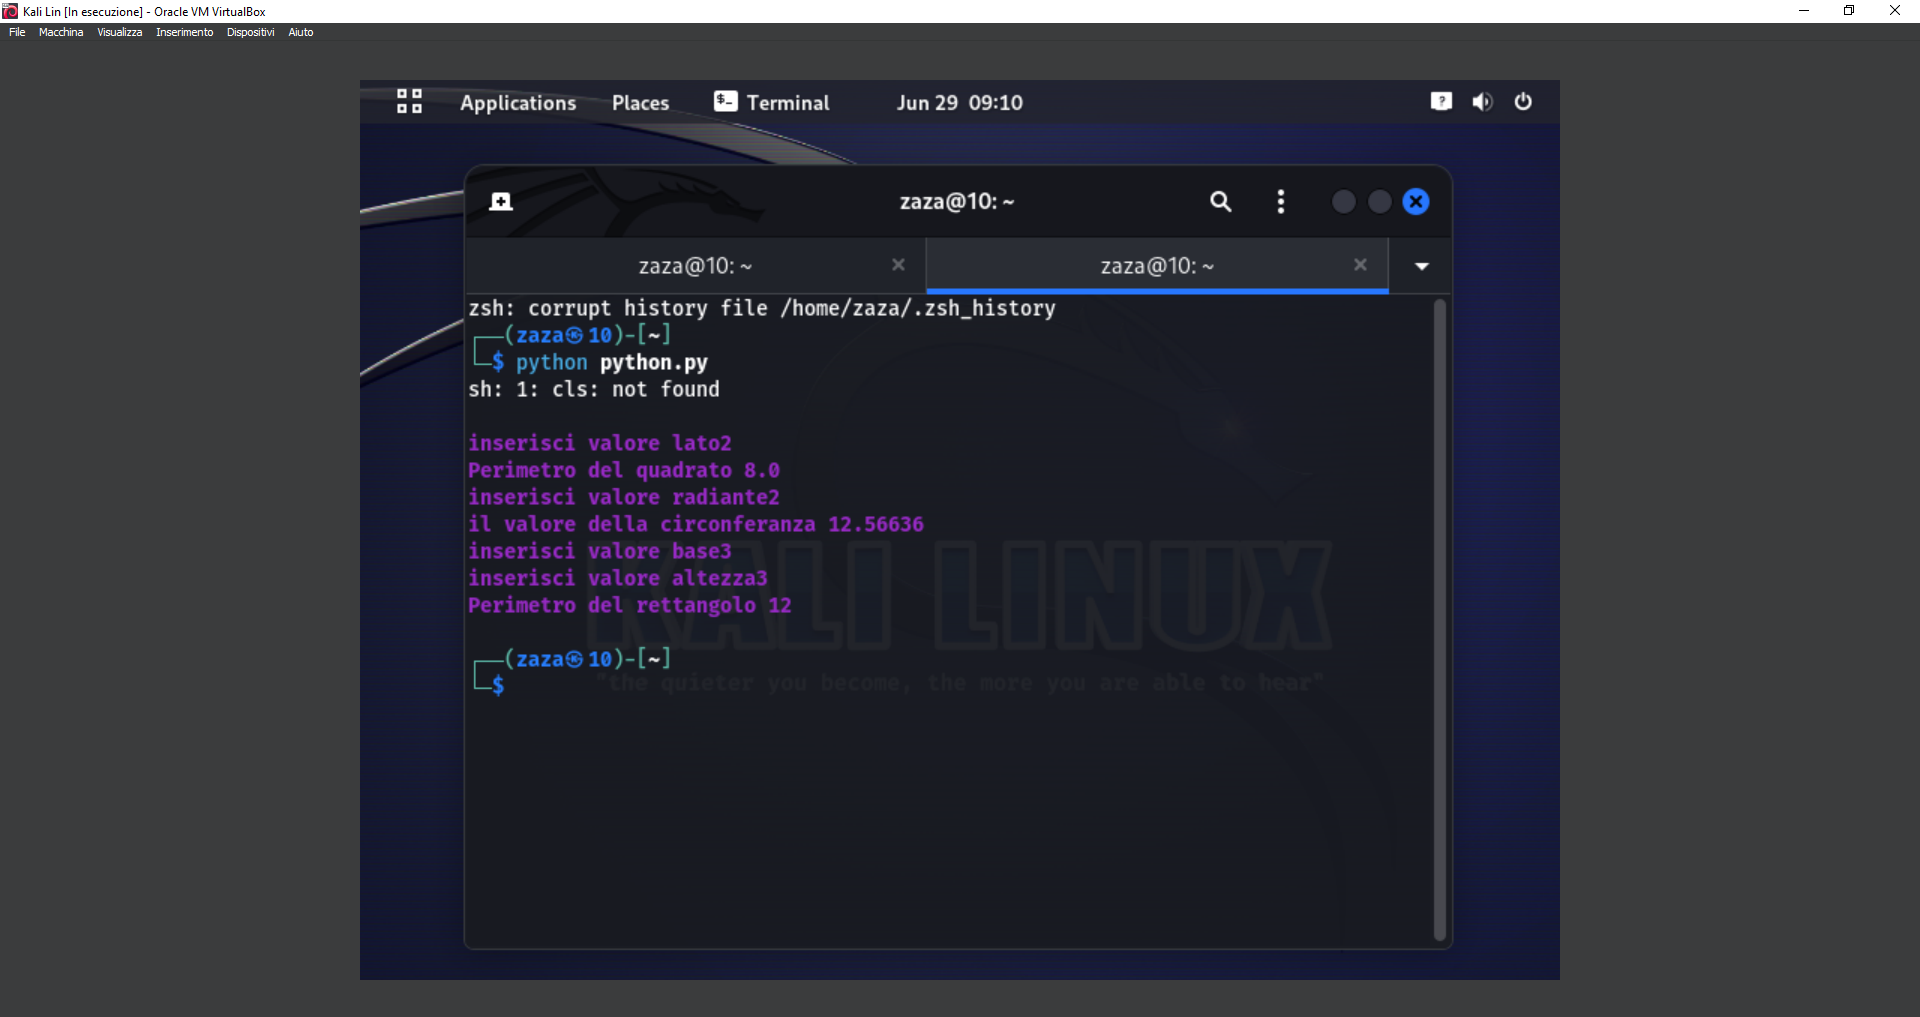 Kali Lin [In esecuzione] - Oracle VM VirtualBox
File Macchina Visualizza Inserimento Dispositivi Aiuto
Applications Places Terminal Jun 29 09:10
zaza@10: ~
zaza@10: ~ zaza@10: ~
zsh: corrupt history file /home/zaza/.zsh_history
┌──(zaza㉿10)-[~]
└─$ python python.py
sh: 1: cls: not found
inserisci valore lato2
Perimetro del quadrato 8.0
inserisci valore radiante2
il valore della circonferanza 12.56636
inserisci valore base3
inserisci valore altezza3
Perimetro del rettangolo 12
KALI LINUX
┌──(zaza㉿10)-[~]
└─$
"the quieter you become, the more you are able to hear"